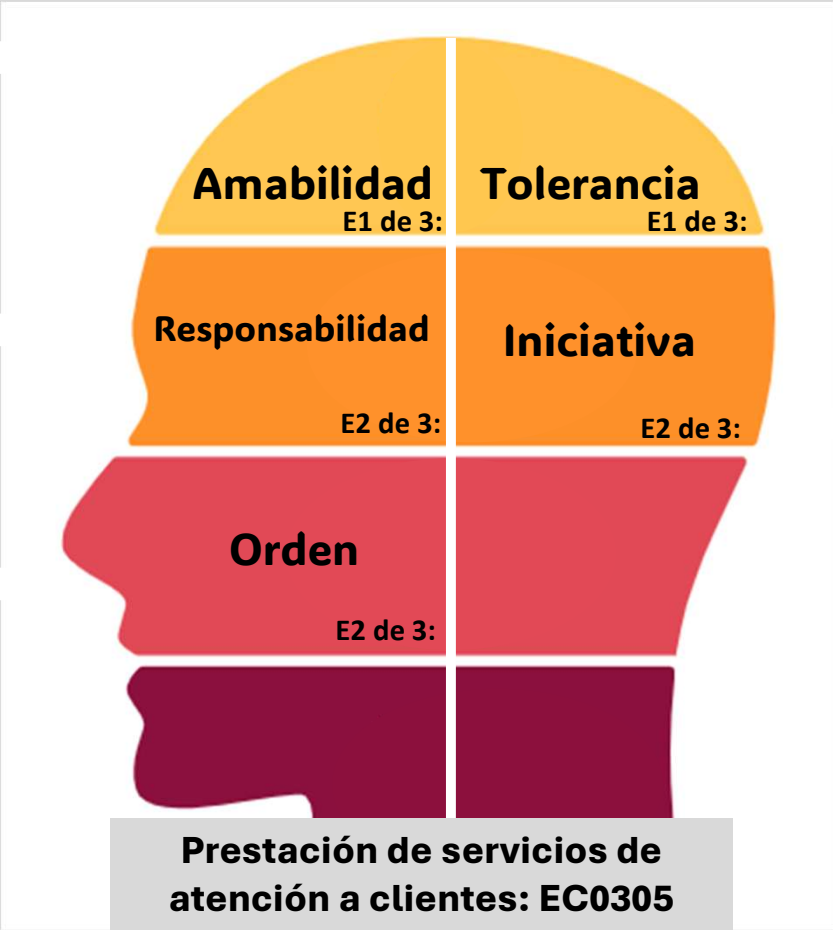 Amabilidad
E1 de 3:
Tolerancia
E1 de 3:
Responsabilidad
E2 de 3:
Iniciativa
E2 de 3:
Orden
E2 de 3:
Prestación de servicios de
atención a clientes: EC0305